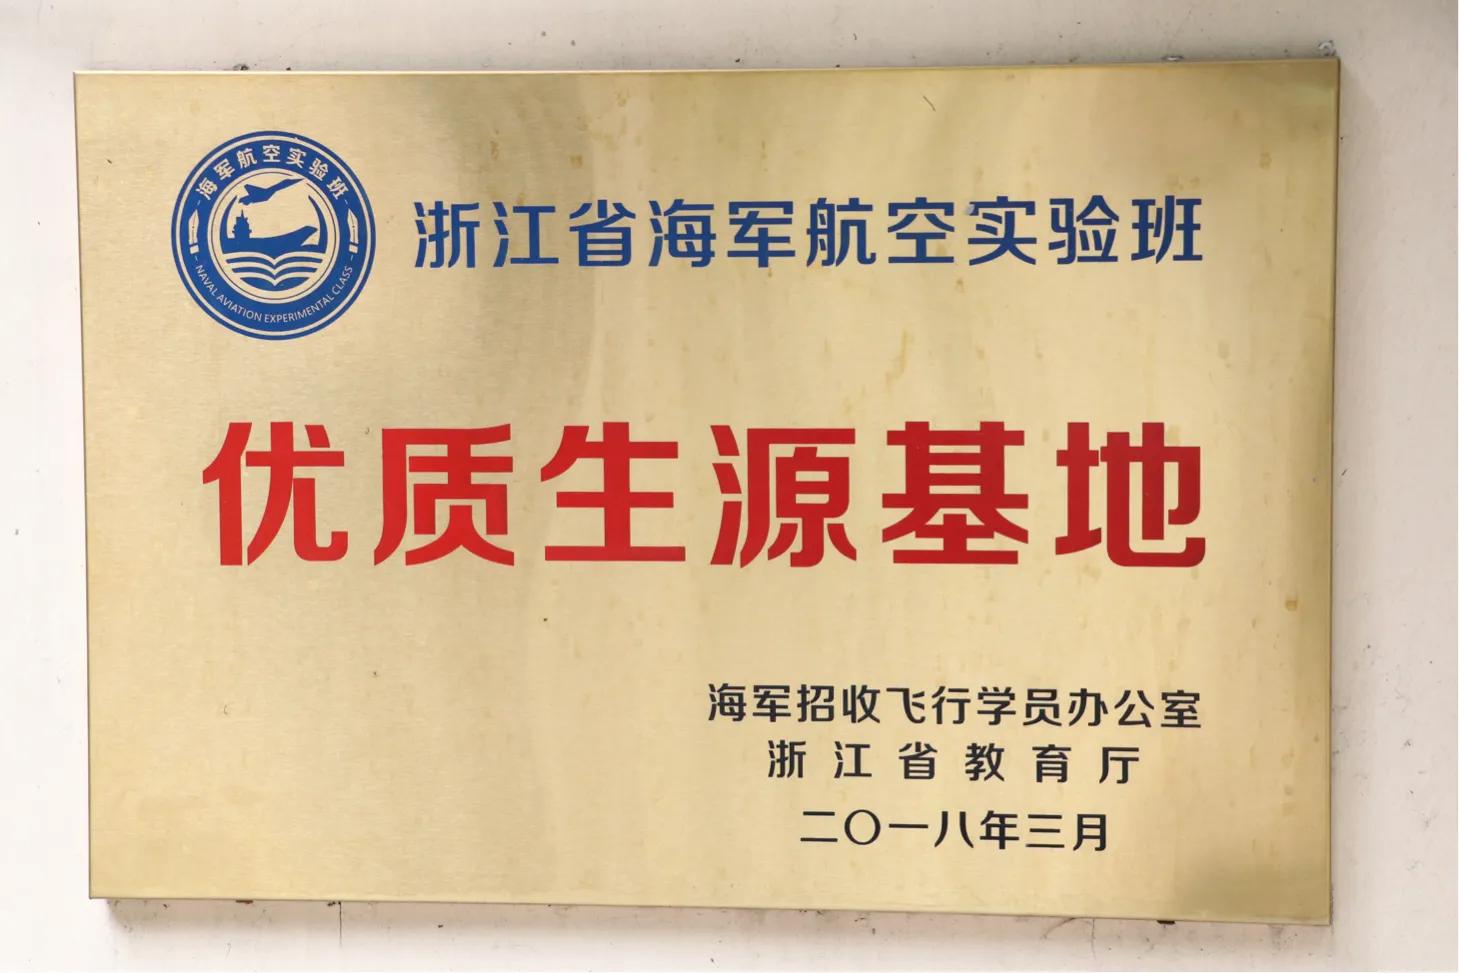 海军航空实验班
NAVAL AVIATION EXPERIMENTAL CLASS
浙江省海军航空实验班
优质生源基地
海军招收飞行学员办公室
浙江省教育厅
二〇一八年三月